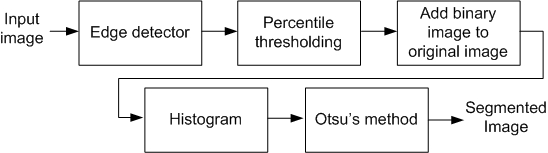 Input
image
Edge detector
Percentile
thresholding
Add binary
image to
original image
Histogram
Otsu's method
Segmented
Image